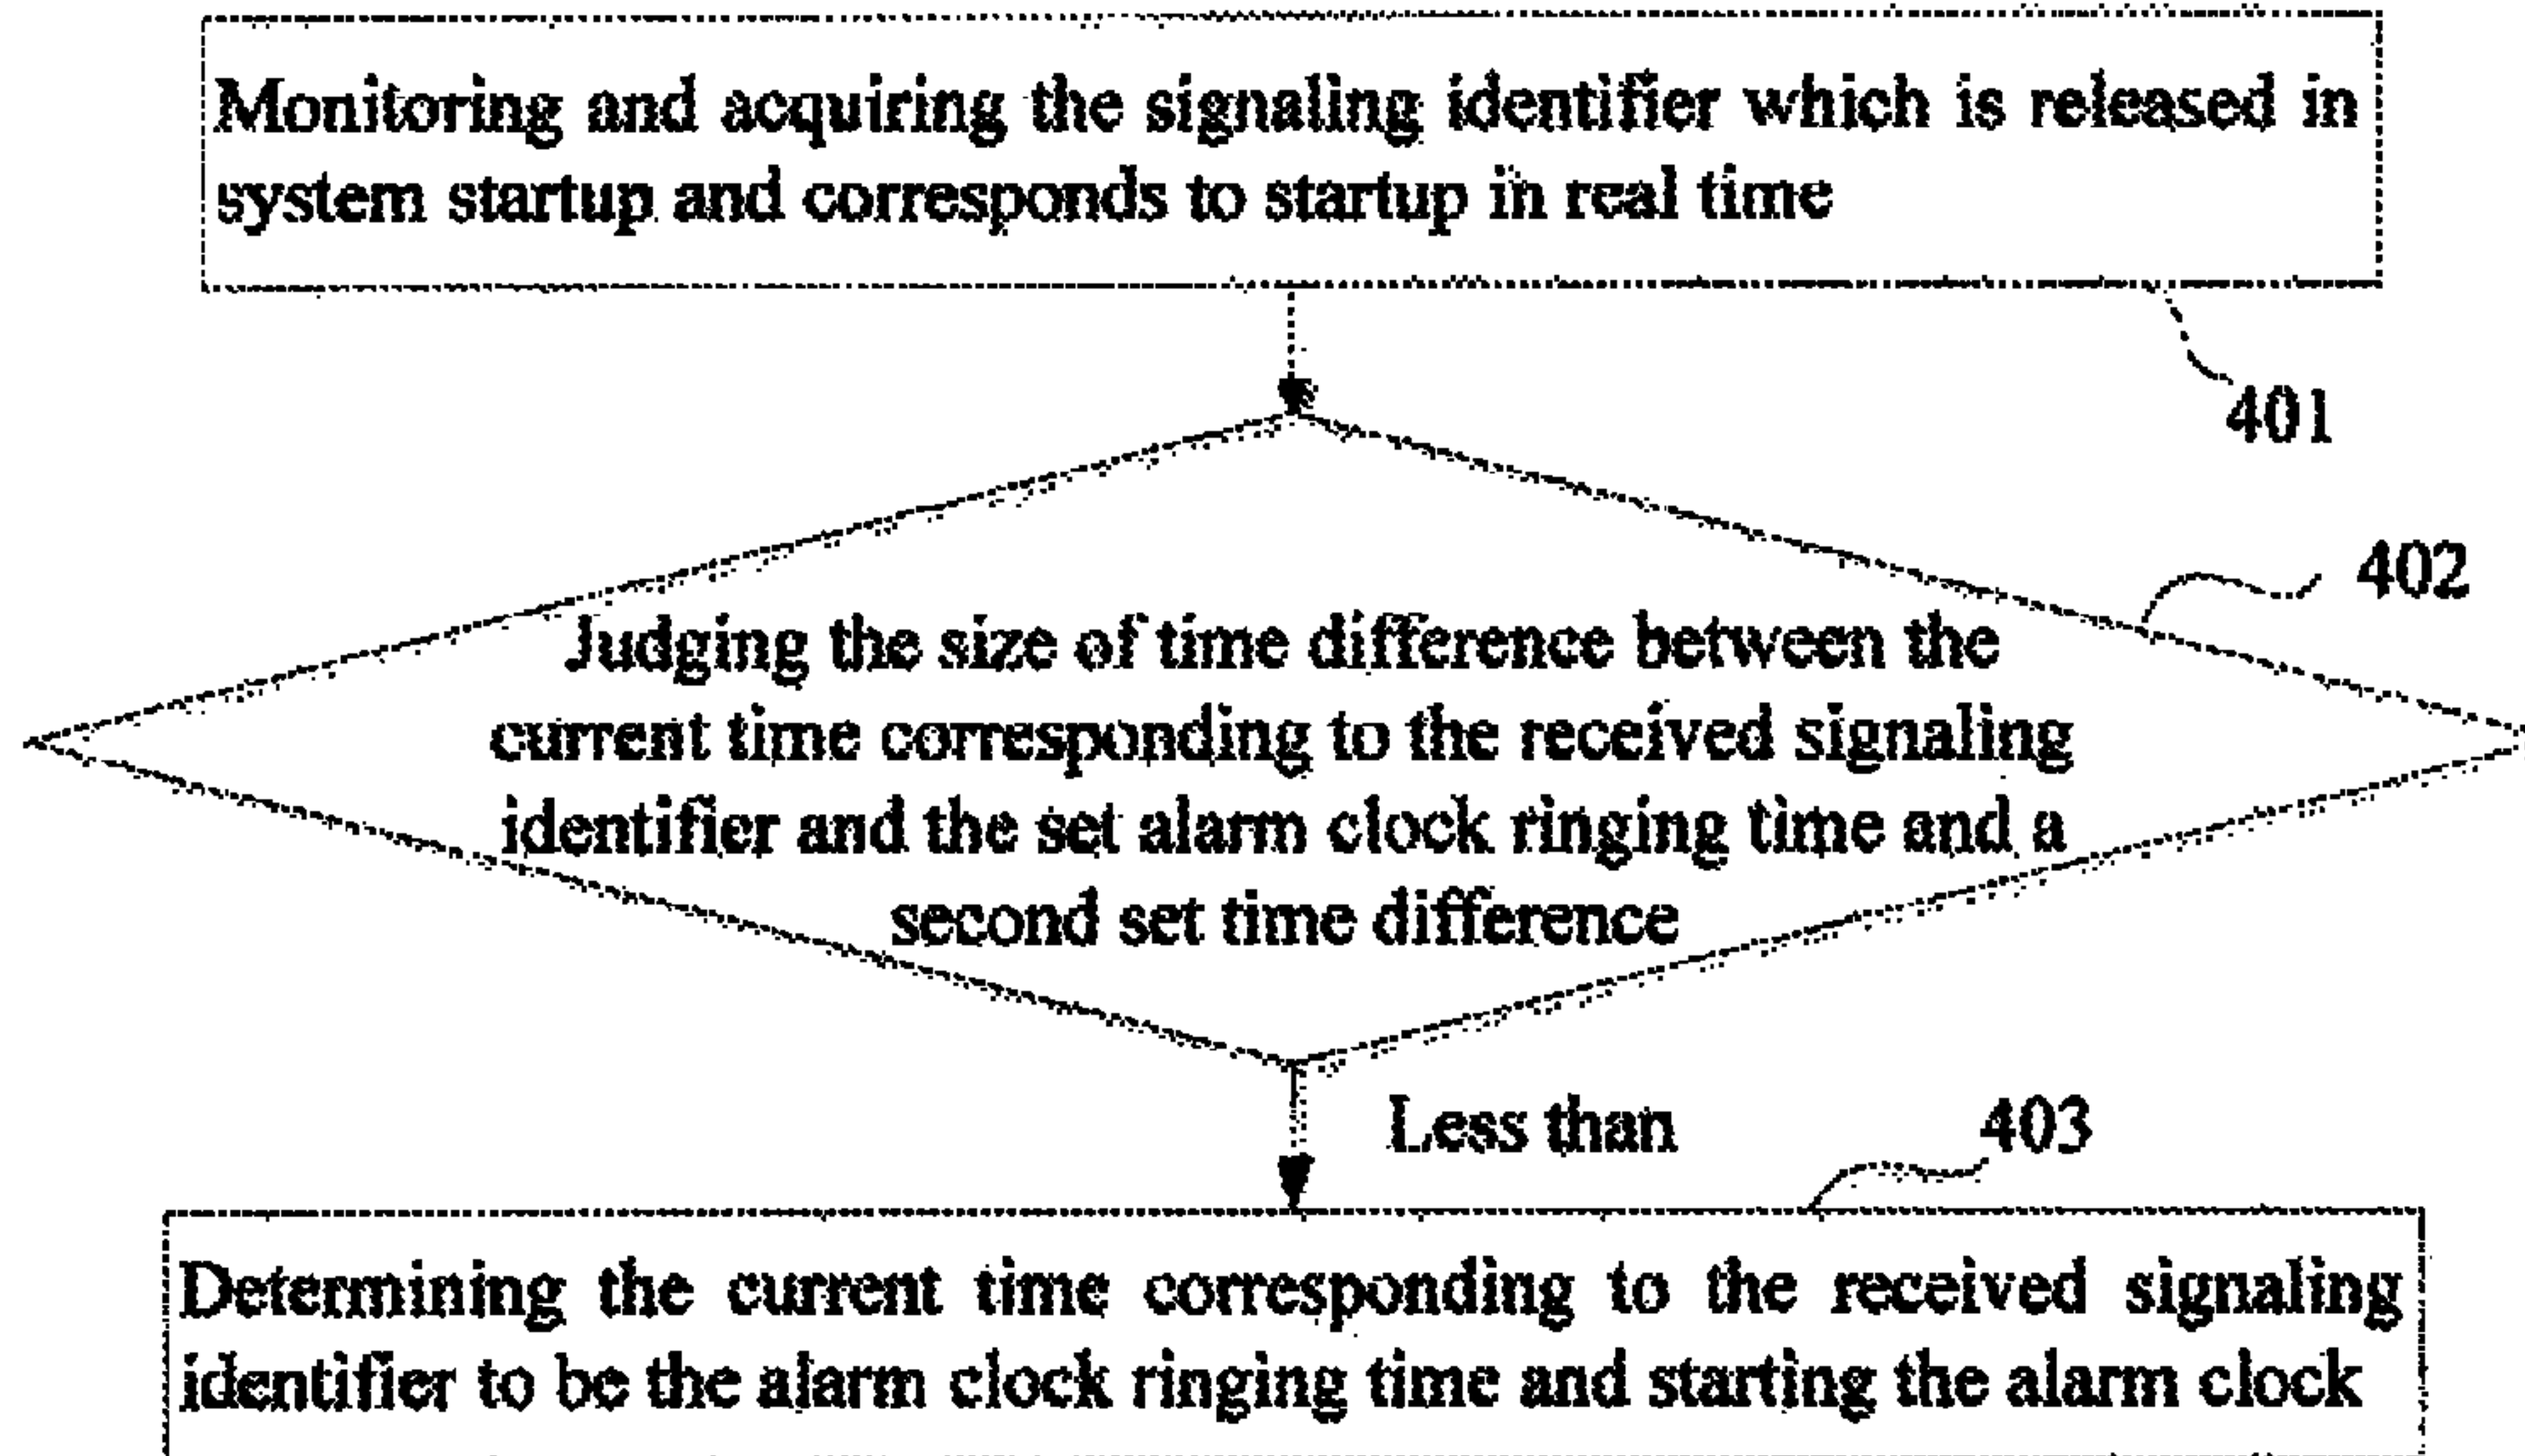 Monitoring and acquiring the signaling identifier which is released in
system startup and corresponds to startup in real time
401
402
Judging the size of time difference between the
current time corresponding to the received signaling
identifier and the set alarm clock ringing time and a
second set time difference
Less than
403
Determining the current time corresponding to the received signaling
identifier to be the alarm clock ringing time and starting the alarm clock